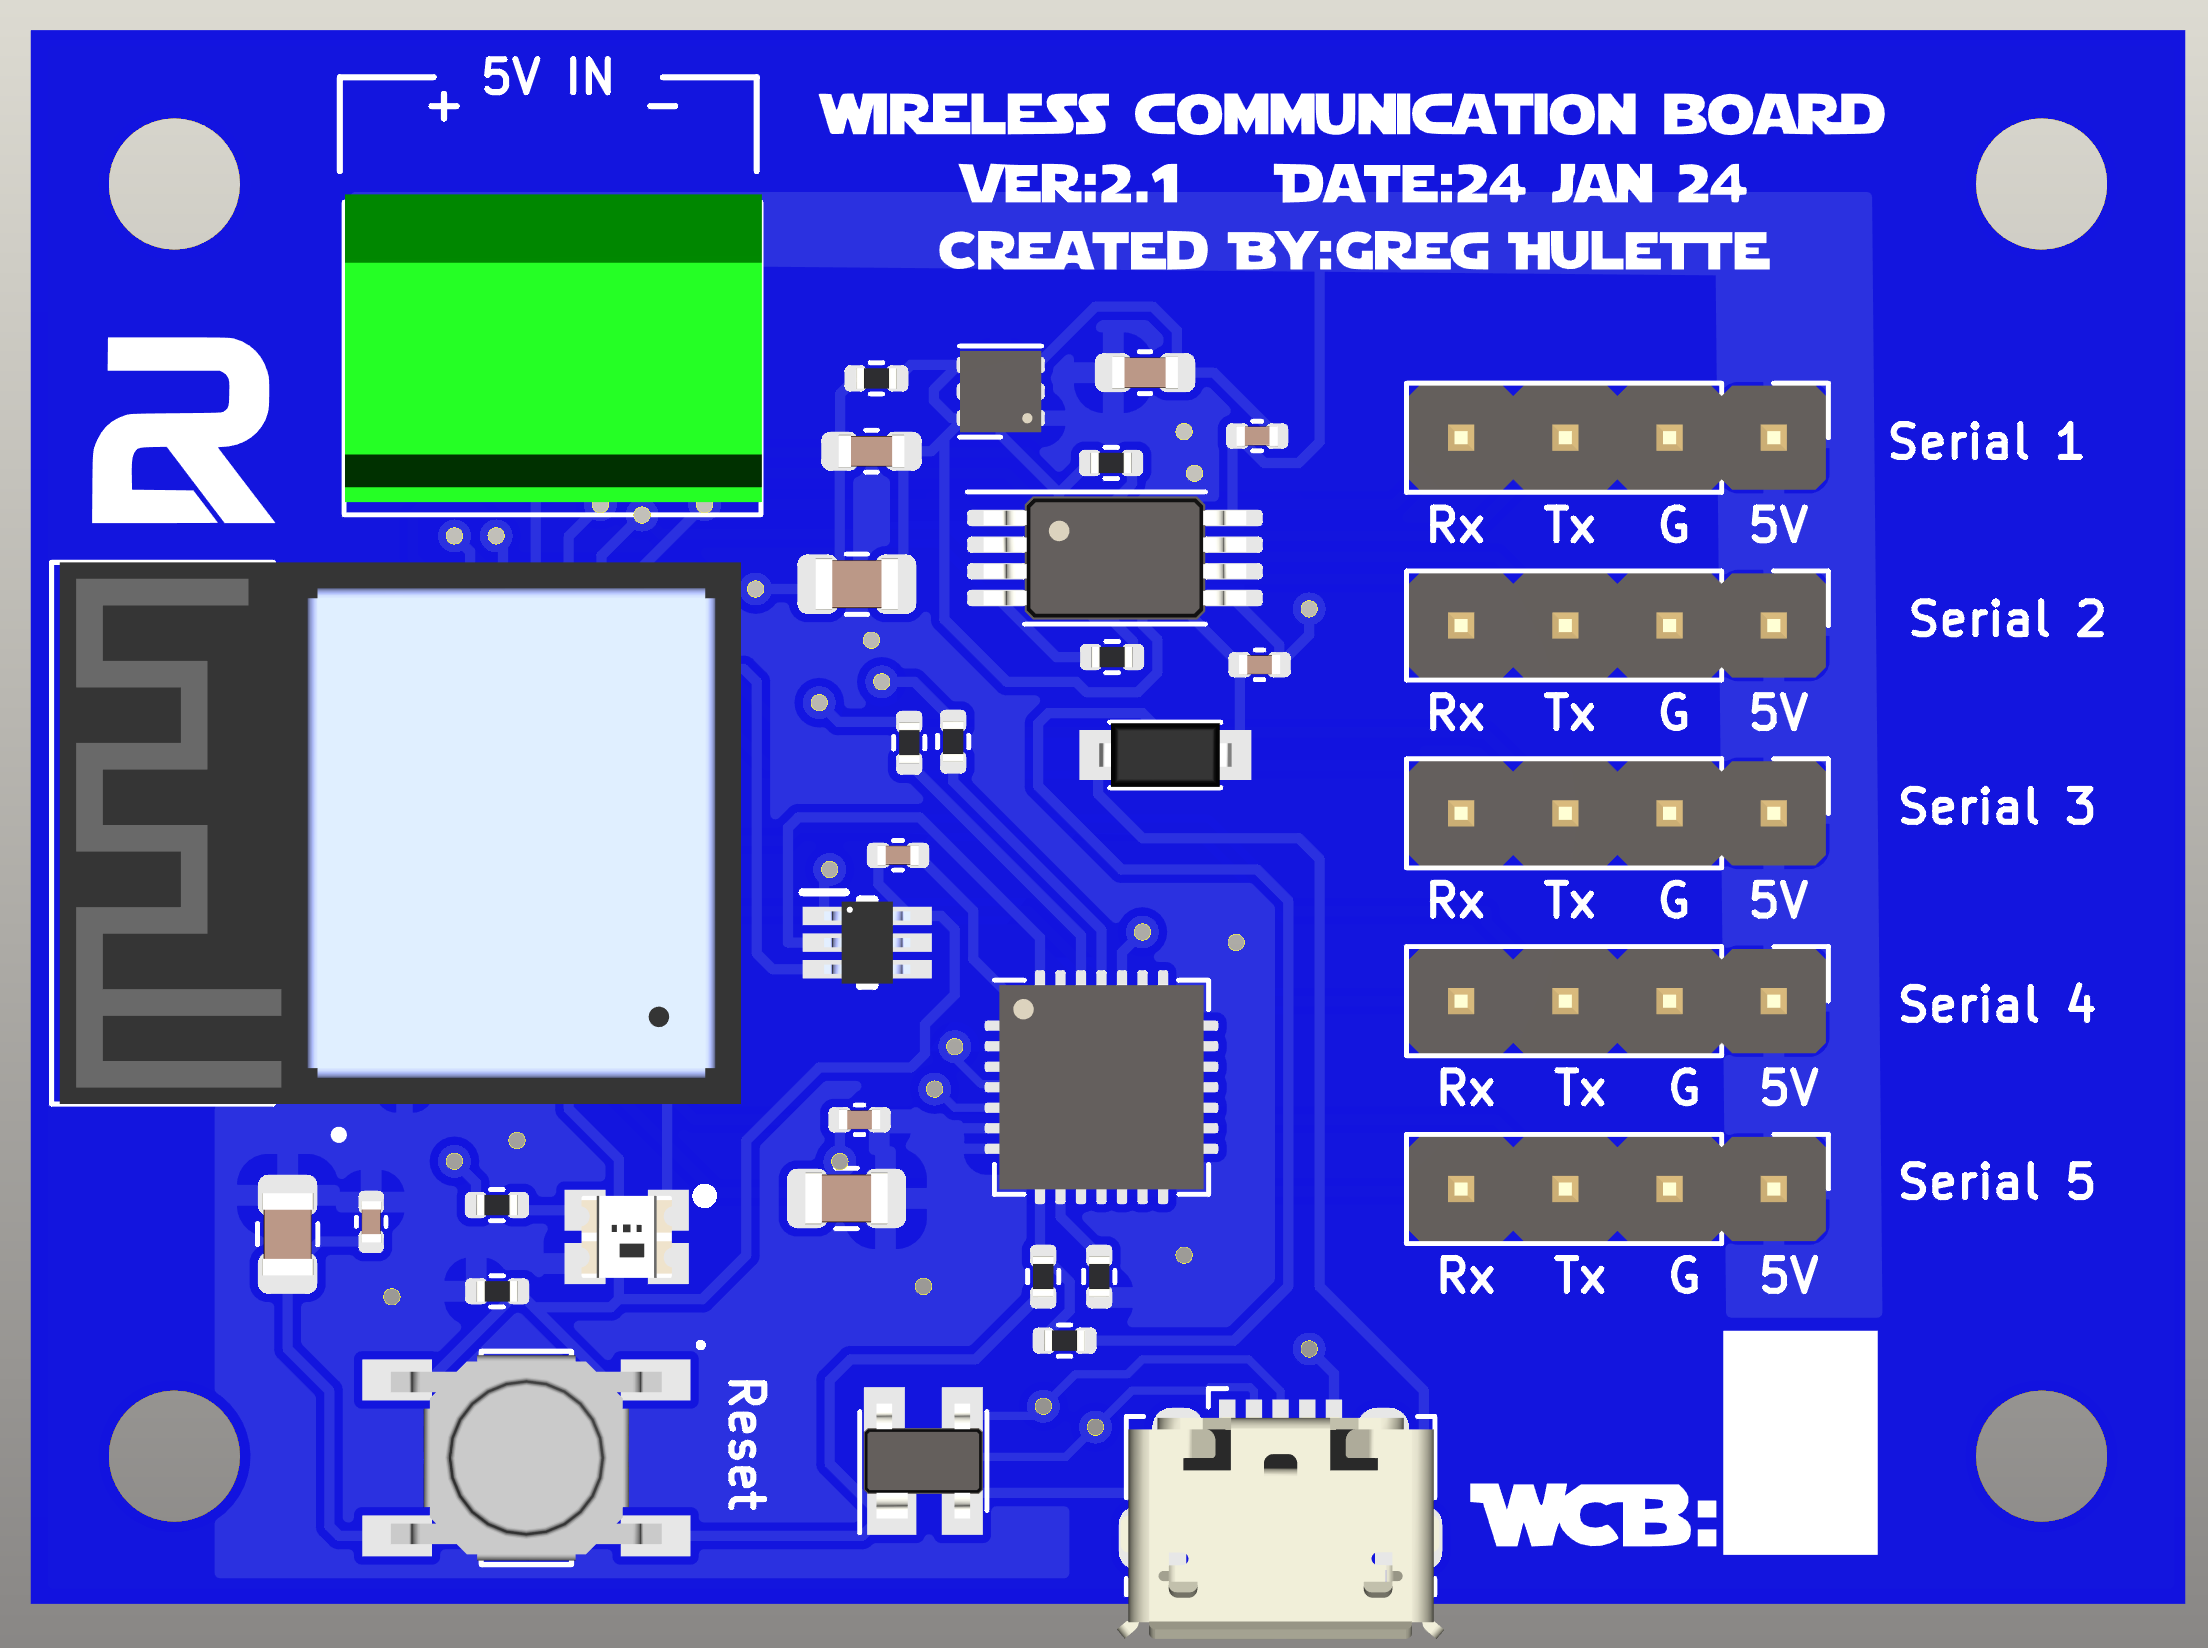 5V IN
+ −
WIRELESS COMMUNICATION BOARD
VER:2.1 DATE:24 JAN 24
CREATED BY:GREG HULETTE
Serial 1
Rx Tx G 5V
Serial 2
Rx Tx G 5V
Serial 3
Rx Tx G 5V
Serial 4
Rx Tx G 5V
Serial 5
Rx Tx G 5V
Reset
WCB: